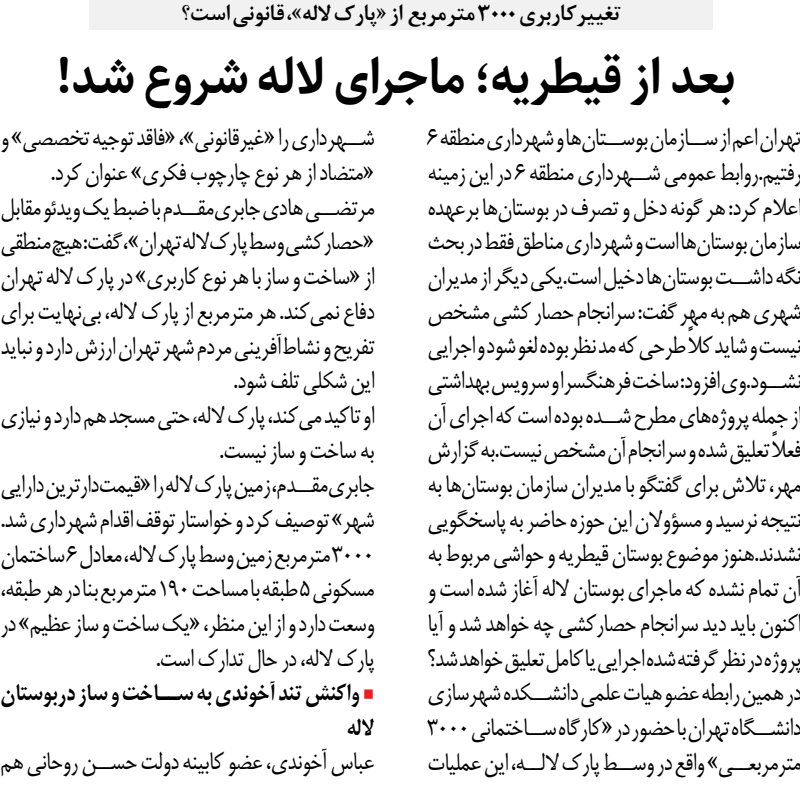 تغییر کاربری ۳۰۰۰ متر مربع از «پارک لاله»، قانونی است؟
بعد از قیطریه؛ ماجرای لاله شروع شد!
تهران اعم از سازمان بوستان‌ها و شهرداری منطقه ۶
رفتیم.روابط عمومی شهرداری منطقه ۶ در این زمینه
اعلام کرد: هر گونه دخل و تصرف در بوستان‌ها برعهده
سازمان بوستان‌ها است و شهرداری مناطق فقط در بحث
نگه داشت بوستان‌ها دخیل است.یکی دیگر از مدیران
شهری هم به مهر گفت: سرانجام حصار کشی مشخص
نیست و شاید کلاً طرحی که مد نظر بوده لغو شود و اجرایی
نشود.وی افزود: ساخت فرهنگسرا و سرویس بهداشتی
از جمله پروژه‌های مطرح شده بوده است که اجرای آن
فعلاً تعلیق شده و سرانجام آن مشخص نیست.به گزارش
مهر، تلاش برای گفتگو با مدیران سازمان بوستان‌ها به
نتیجه نرسید و مسؤولان این حوزه حاضر به پاسخگویی
نشدند.هنوز موضوع بوستان قیطریه و حواشی مربوط به
آن تمام نشده که ماجرای بوستان لاله آغاز شده است و
اکنون باید دید سرانجام حصار کشی چه خواهد شد و آیا
پروژه در نظر گرفته شده اجرایی یا کامل تعلیق خواهد شد؟
در همین رابطه عضو هیات علمی دانشکده شهرسازی
دانشگاه تهران با حضور در «کارگاه ساختمانی ۳۰۰۰
متر مربعی» واقع در وسط پارک لاله، این عملیات
شهرداری را «غیرقانونی»، «فاقد توجیه تخصصی» و
«متضاد از هر نوع چارچوب فکری» عنوان کرد.
مرتضی هادی جابری‌مقدم با ضبط یک ویدئو مقابل
«حصارکشی وسط پارک لاله تهران»، گفت: هیچ منطقی
از «ساخت و ساز با هر نوع کاربری» در پارک لاله تهران
دفاع نمی‌کند. هر متر مربع از پارک لاله، بی‌نهایت برای
تفریح و نشاط‌آفرینی مردم شهر تهران ارزش دارد و نباید
این شکلی تلف شود.
او تاکید می‌کند، پارک لاله، حتی مسجد هم دارد و نیازی
به ساخت و ساز نیست.
جابری‌مقدم، زمین پارک لاله را «قیمت‌دارترین دارایی
شهر» توصیف کرد و خواستار توقف اقدام شهرداری شد.
۳۰۰۰ متر مربع زمین وسط پارک لاله، معادل ۶ ساختمان
مسکونی ۵ طبقه با مساحت ۱۹۰ متر مربع بنا در هر طبقه،
وسعت دارد و از این منظر، «یک ساخت و ساز عظیم» در
پارک لاله، در حال تدارک است.
■ واکنش تند آخوندی به ساخت و ساز در بوستان
لاله
عباس آخوندی، عضو کابینه دولت حسن روحانی هم